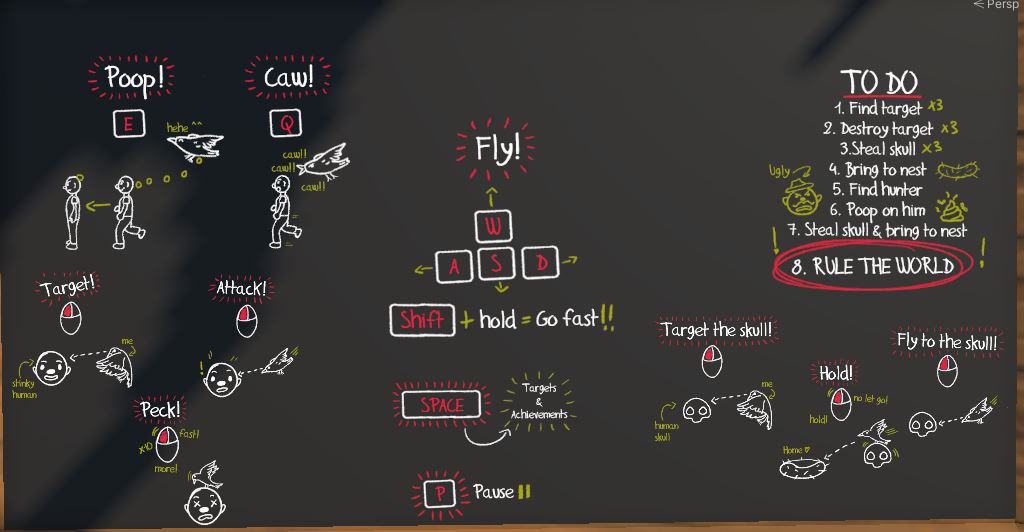 Persp
Poop!
E
hehe ^^
Caw!
Q
caw!!
caw!!
caw!!
Target!
me
stinky
human
Attack!
!
Peck!
fast!
x10
more!
Fly!
W
A S D
Shift + hold = Go fast!!
SPACE
Targets
&
Achievements
P Pause
TO DO
1. Find target x3
2. Destroy target x3
3.Steal skull x3
4. Bring to nest
Ugly
5. Find hunter
6. Poop on him
7. Steal skull & bring to nest
! 8. RULE THE WORLD !
Target the skull!
me
human
skull
Hold!
no let go!
hold!
Home ♡
Fly to the skull!